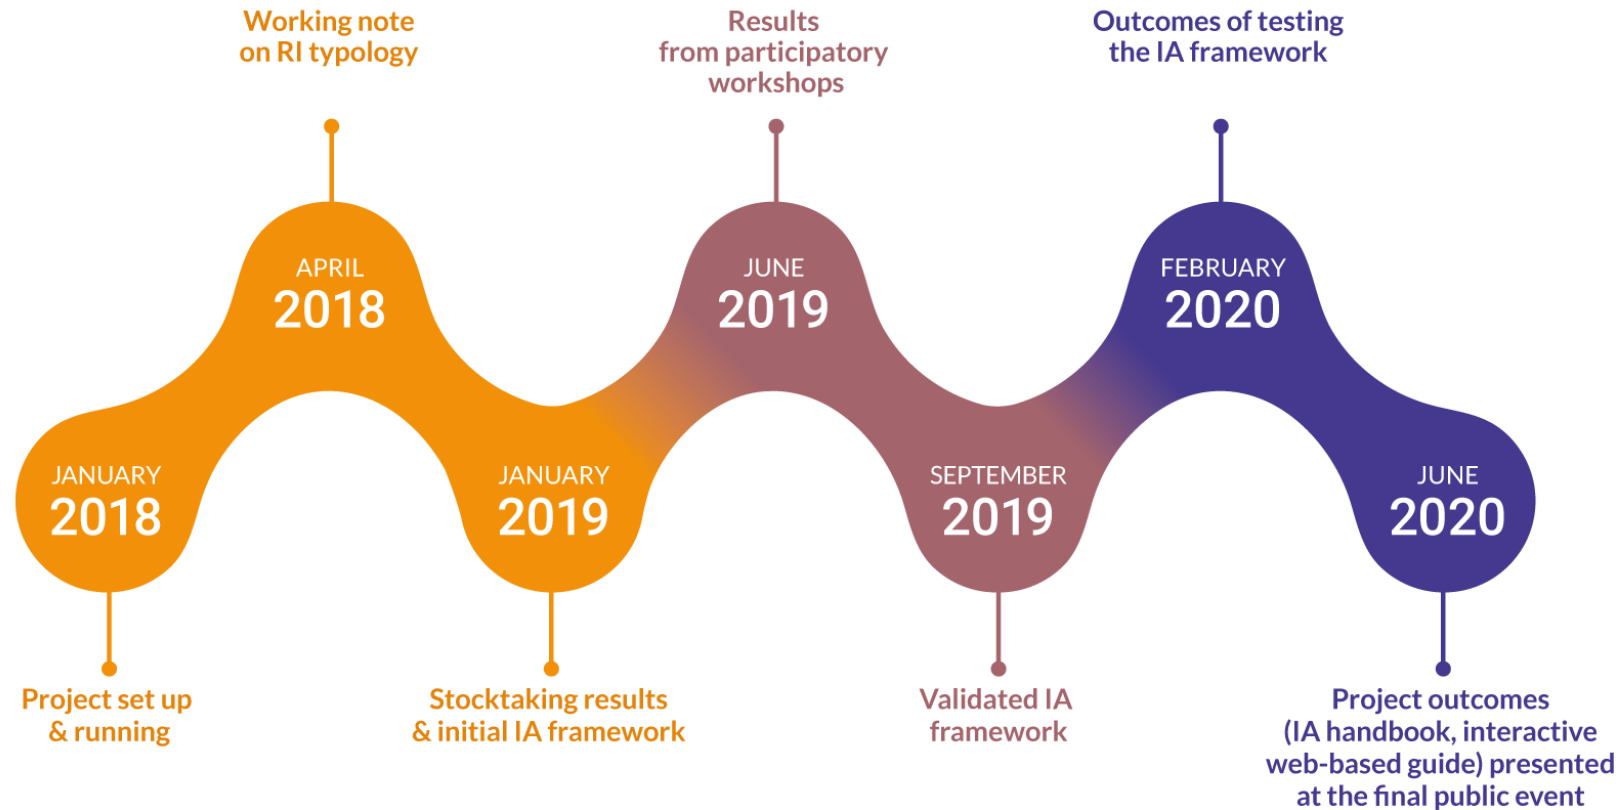 Working note
on RI typology
Results
from participatory
workshops
Outcomes of testing
the IA framework
APRIL
2018
JUNE
2019
FEBRUARY
2020
JANUARY
2018
JANUARY
2019
SEPTEMBER
2019
JUNE
2020
Project set up
& running
Stocktaking results
& initial IA framework
Validated IA
framework
Project outcomes
(IA handbook, interactive
web-based guide) presented
at the final public event